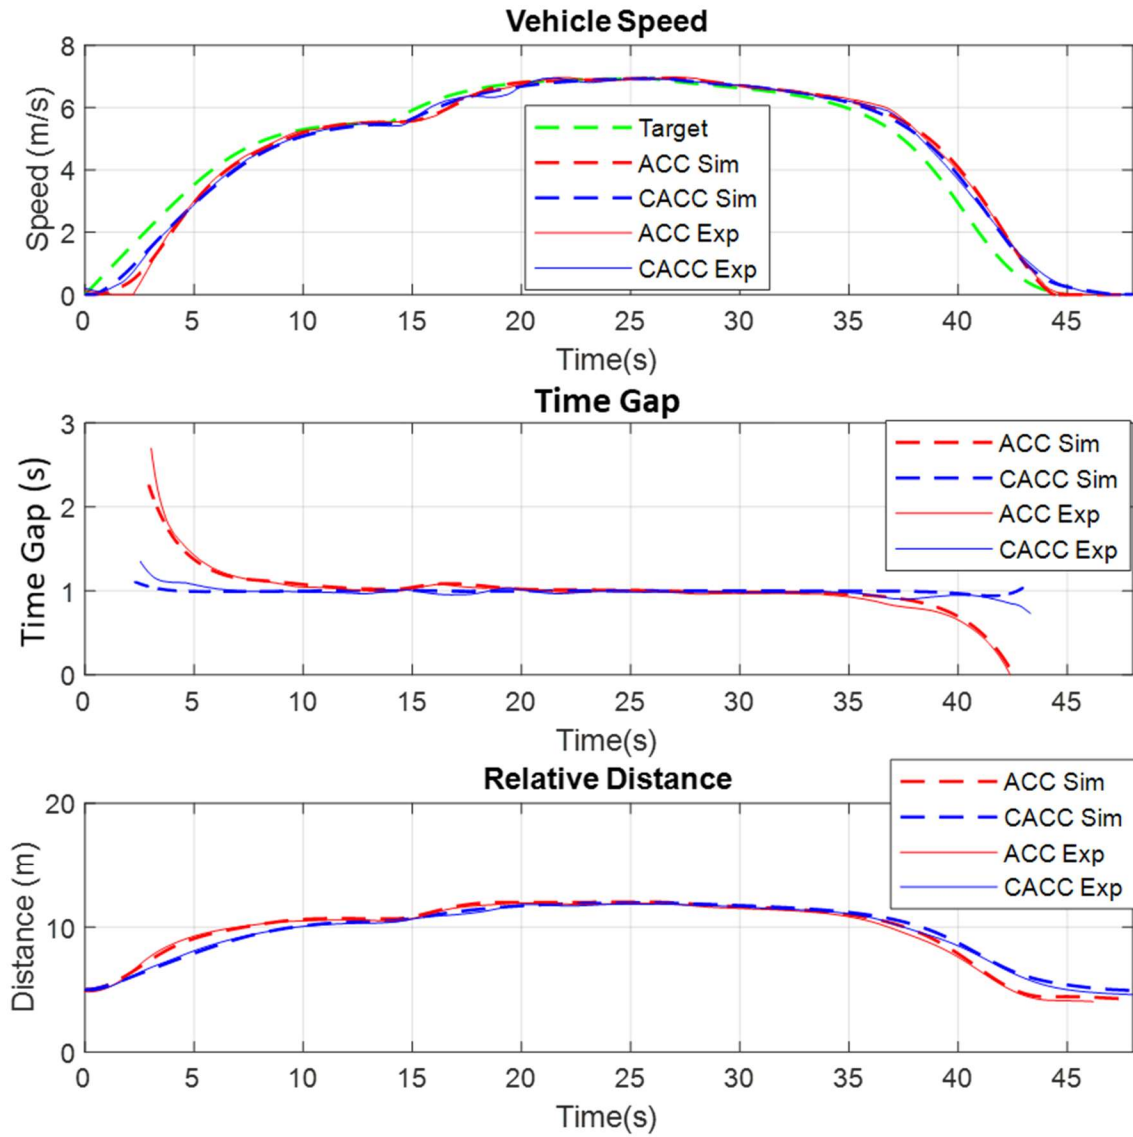 Vehicle Speed
Speed (m/s)
8
6
4
2
0
Target
ACC Sim
CACC Sim
ACC Exp
CACC Exp
0 5 10 15 20 25 30 35 40 45
Time(s)
Time Gap
Time Gap (s)
3
2
1
0
ACC Sim
CACC Sim
ACC Exp
CACC Exp
0 5 10 15 20 25 30 35 40 45
Time(s)
Relative Distance
Distance (m)
20
10
0
ACC Sim
CACC Sim
ACC Exp
CACC Exp
0 5 10 15 20 25 30 35 40 45
Time(s)